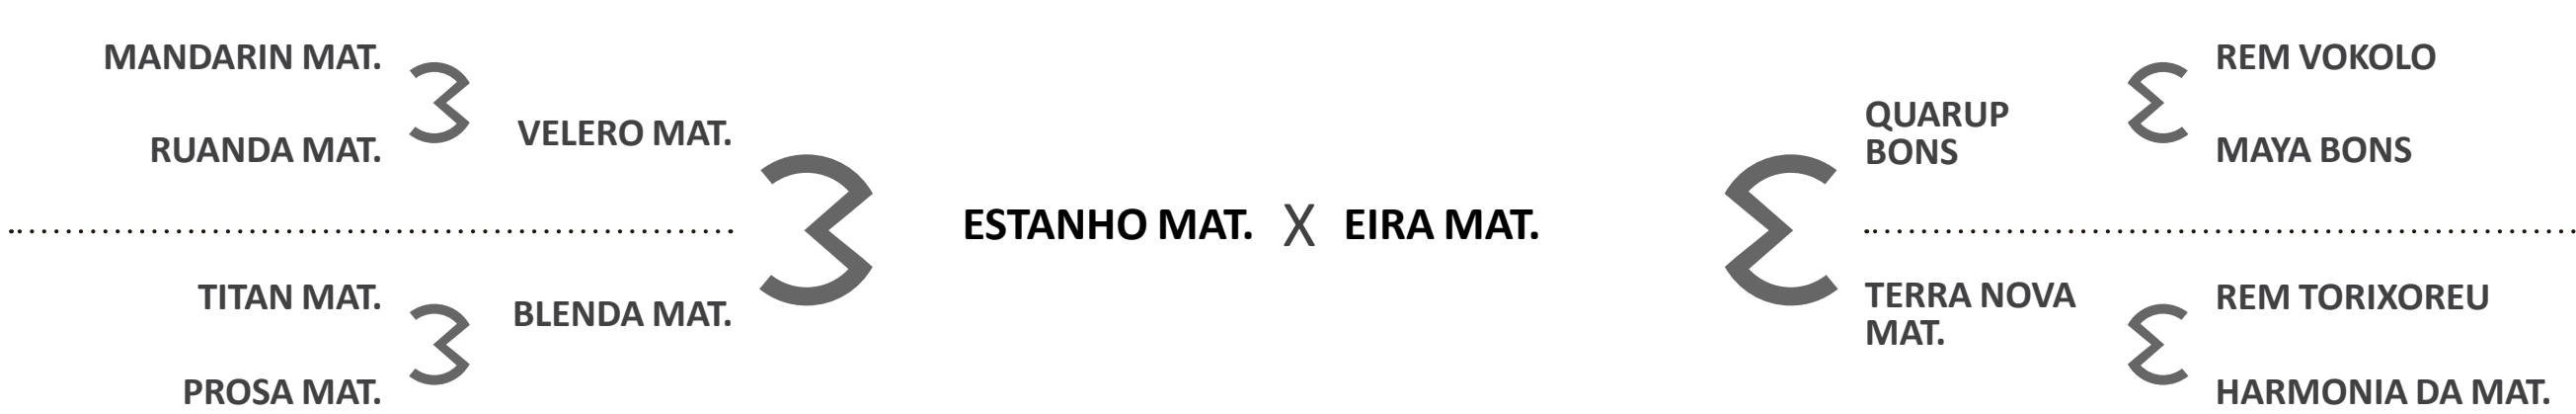 MANDARIN MAT.
RUANDA MAT.
VELERO MAT.
TITAN MAT.
PROSA MAT.
BLENDA MAT.
ESTANHO MAT. X EIRA MAT.
QUARUP
BONS
REM VOKOLO
MAYA BONS
TERRA NOVA
MAT.
REM TORIXOREU
HARMONIA DA MAT.